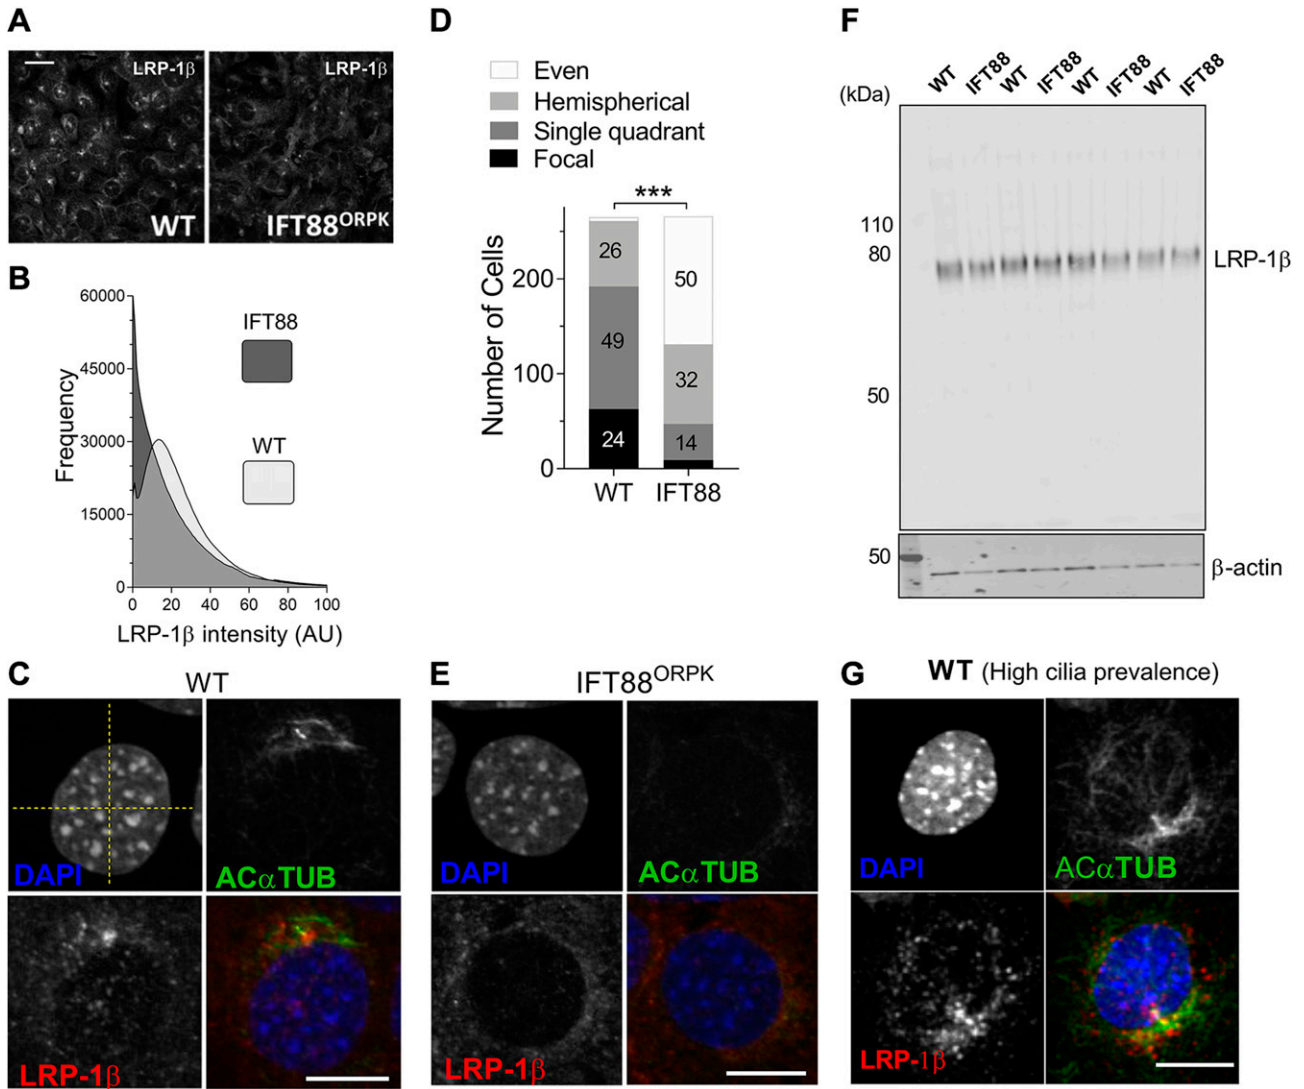 A
LRP-1β
LRP-1β
WT
IFT88ORPK
B
60000
45000
30000
15000
0
Frequency
IFT88
WT
0 20 40 60 80 100
LRP-1β intensity (AU)
C
WT
DAPI
ACαTUB
LRP-1β
D
Even
Hemispherical
Single quadrant
Focal
***
Number of Cells
200
100
0
26
49
24
50
32
14
WT IFT88
E
IFT88ORPK
DAPI
ACαTUB
LRP-1β
F
(kDa)
WT IFT88 WT IFT88 WT IFT88 WT IFT88
110
80
LRP-1β
50
50
β-actin
G
WT (High cilia prevalence)
DAPI
ACαTUB
LRP-1β